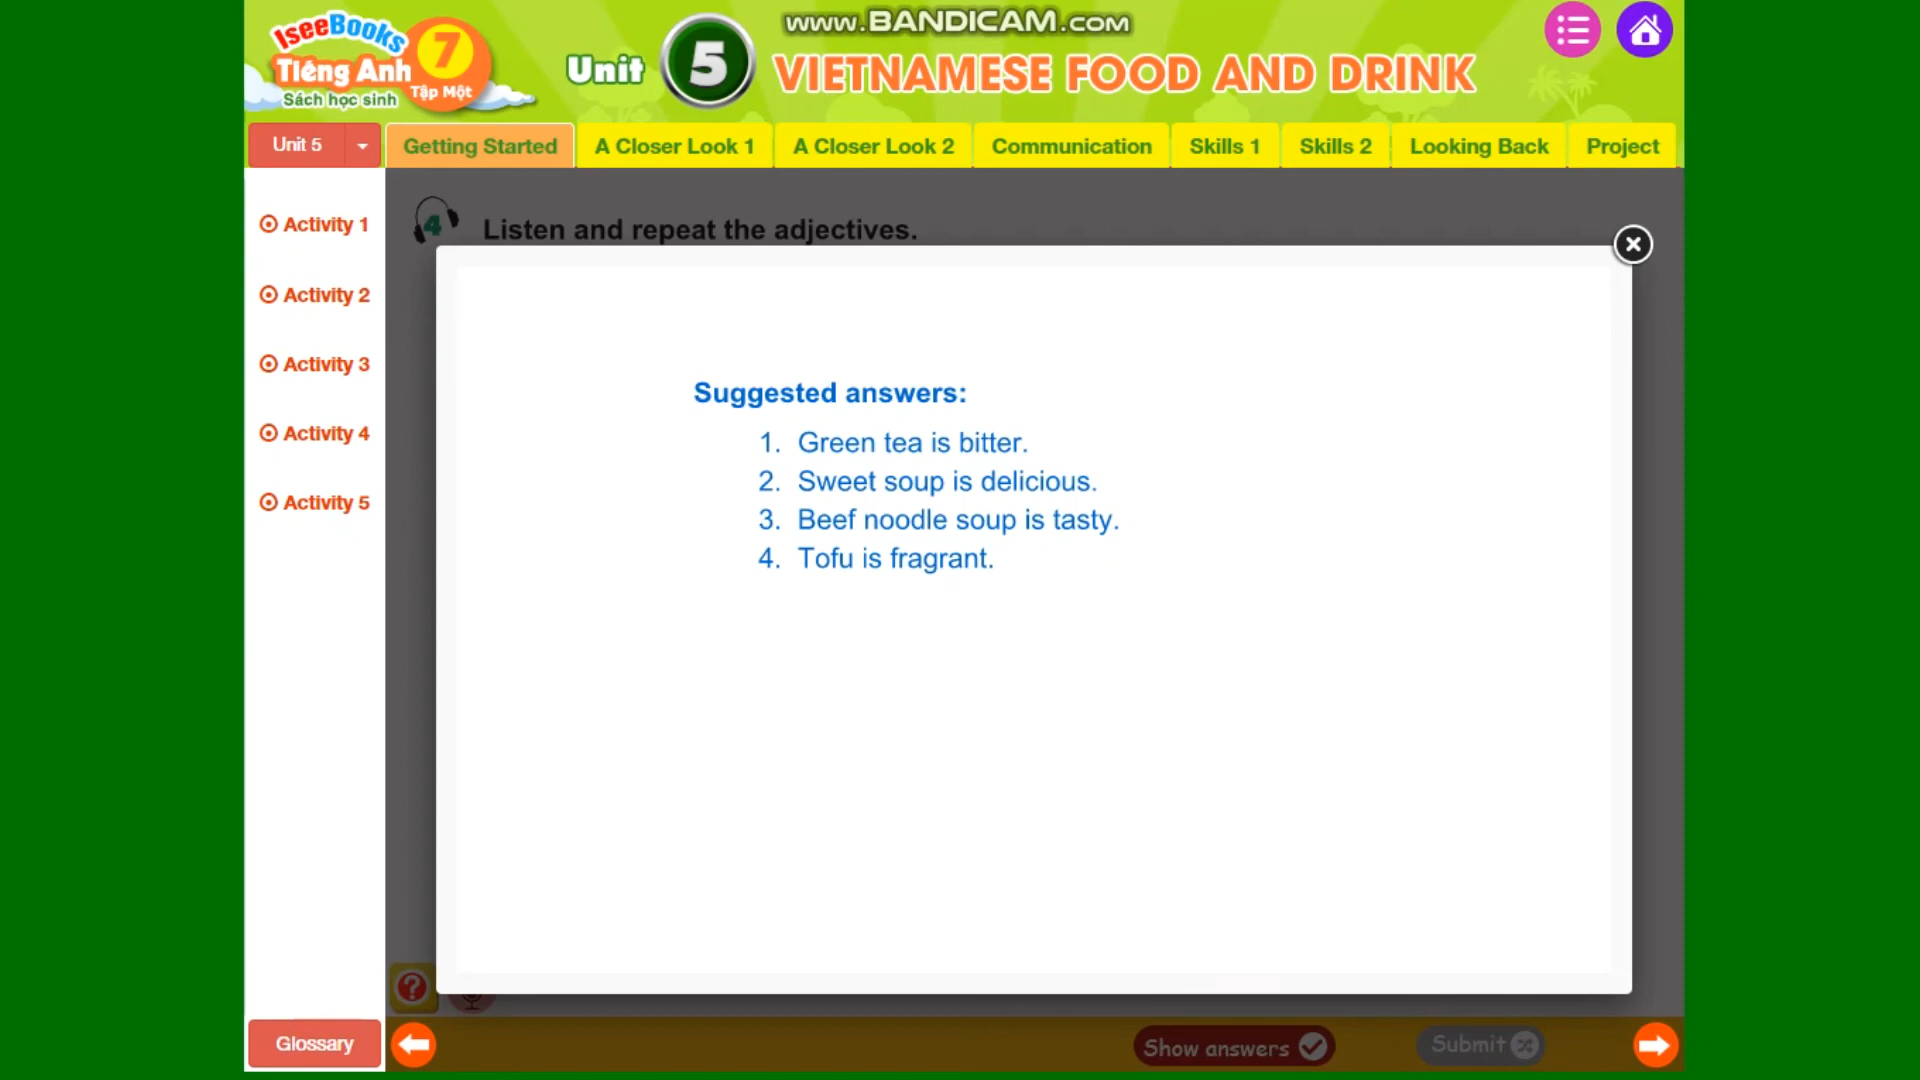 www.BANDICAM.com
IseeBooks
7
Tiếng Anh
Tập Một
Sách học sinh
Unit 5 VIETNAMESE FOOD AND DRINK
Unit 5
Getting Started
A Closer Look 1
A Closer Look 2
Communication
Skills 1
Skills 2
Looking Back
Project
Activity 1
Activity 2
Activity 3
Activity 4
Activity 5
4 Listen and repeat the adjectives.
Suggested answers:
1. Green tea is bitter.
2. Sweet soup is delicious.
3. Beef noodle soup is tasty.
4. Tofu is fragrant.
?
Glossary
Show answers
Submit